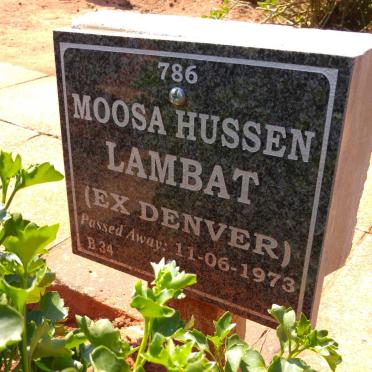 786
MOOSA HUSSEN
LAMBAT
(EX DENVER)
Passed Away: 11-06-1973
B 34